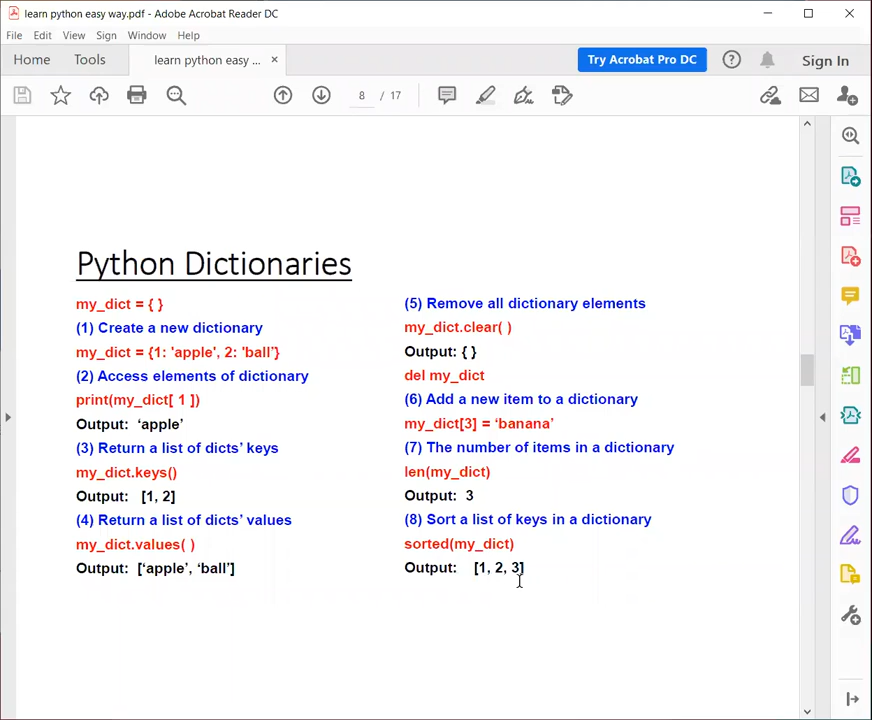 learn python easy way.pdf - Adobe Acrobat Reader DC
File Edit View Sign Window Help
Home Tools learn python easy ... × Try Acrobat Pro DC ? Sign In
8 / 17
Python Dictionaries
my_dict = { }
(1) Create a new dictionary
my_dict = {1: 'apple', 2: 'ball'}
(2) Access elements of dictionary
print(my_dict[ 1 ])
Output: ‘apple’
(3) Return a list of dicts’ keys
my_dict.keys()
Output: [1, 2]
(4) Return a list of dicts’ values
my_dict.values( )
Output: [‘apple’, ‘ball’]
(5) Remove all dictionary elements
my_dict.clear( )
Output: { }
del my_dict
(6) Add a new item to a dictionary
my_dict[3] = ‘banana’
(7) The number of items in a dictionary
len(my_dict)
Output: 3
(8) Sort a list of keys in a dictionary
sorted(my_dict)
Output: [1, 2, 3]